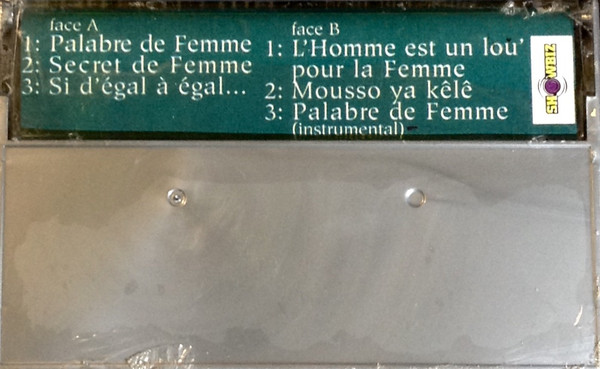 face A
1: Palabre de Femme
2: Secret de Femme
3: Si d'égal à égal...
face B
1: L'Homme est un lou'
pour la Femme
2: Mousso ya kêlê
3: Palabre de Femme
(instrumental)
SHOWBIZ